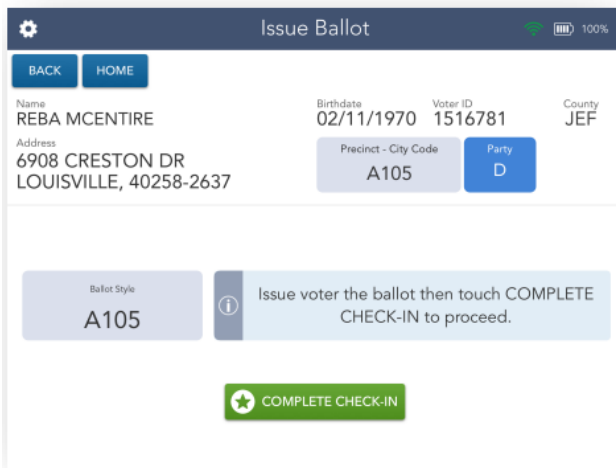 Issue Ballot
100%
BACK
HOME
Name
REBA MCENTIRE
Birthdate
02/11/1970
Voter ID
1516781
County
JEF
Address
6908 CRESTON DR
LOUISVILLE, 40258-2637
Precinct - City Code
A105
Party
D
Ballot Style
A105
Issue voter the ballot then touch COMPLETE
CHECK-IN to proceed.
COMPLETE CHECK-IN